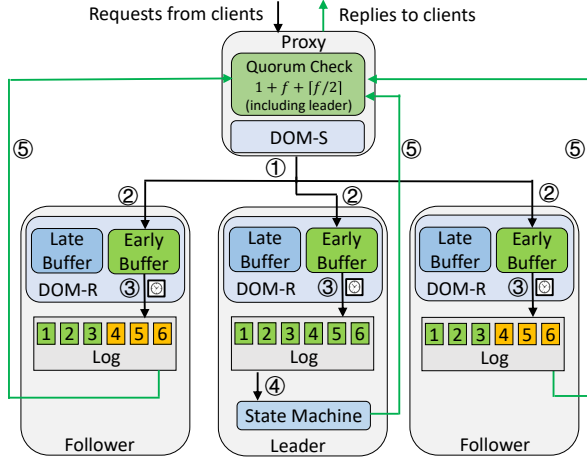 Requests from clients
Replies to clients
Proxy
Quorum Check
1 + f + ⌈f/2⌉
(including leader)
DOM-S
⑤
⑤
⑤
①
②
②
②
Late
Buffer
Early
Buffer
DOM-R
③
1 2 3 4 5 6
Log
Follower
Late
Buffer
Early
Buffer
DOM-R
③
1 2 3 4 5 6
Log
④
State Machine
Leader
Late
Buffer
Early
Buffer
DOM-R
③
1 2 3 4 5 6
Log
Follower